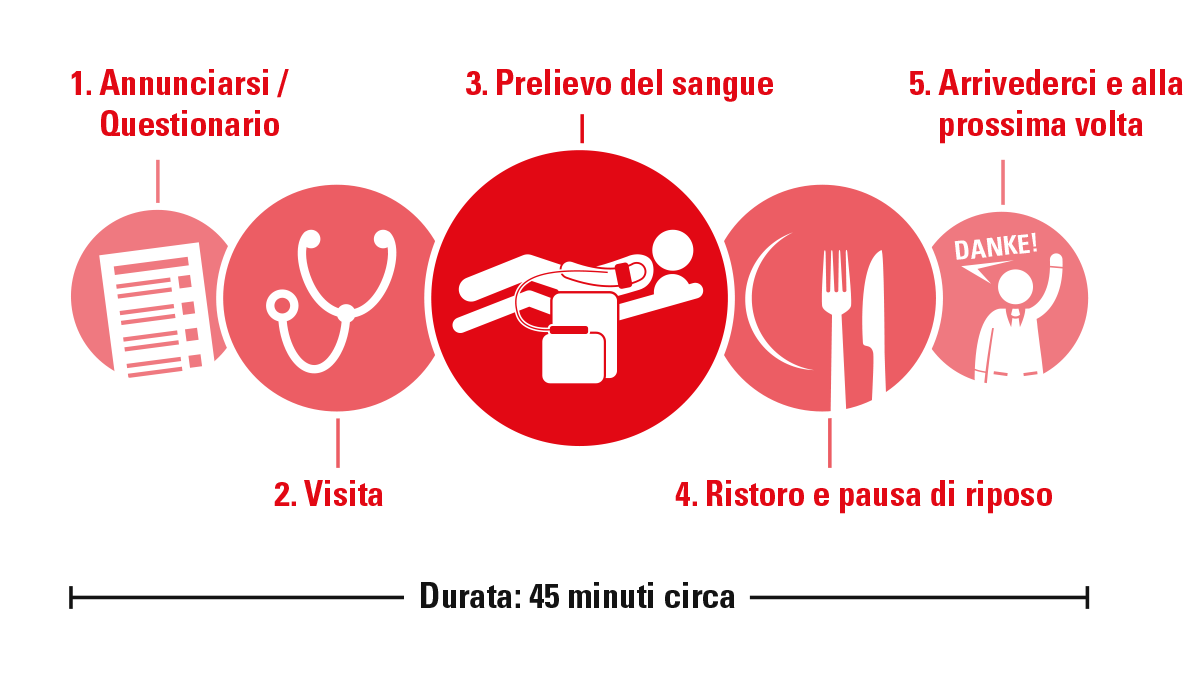 1. Annunciarsi /
Questionario
2. Visita
3. Prelievo del sangue
4. Ristoro e pausa di riposo
5. Arrivederci e alla
prossima volta
DANKE!
Durata: 45 minuti circa